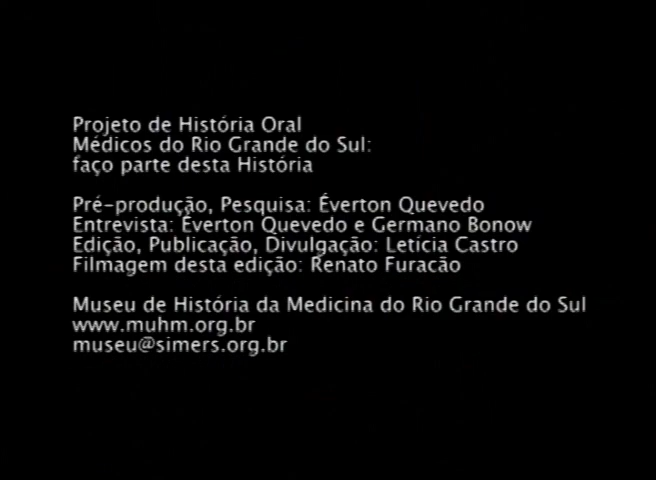 Projeto de História Oral
Médicos do Rio Grande do Sul:
faço parte desta História
Pré-produção, Pesquisa: Éverton Quevedo
Entrevista: Éverton Quevedo e Germano Bonow
Edição, Publicação, Divulgação: Letícia Castro
Filmagem desta edição: Renato Furacão
Museu de História da Medicina do Rio Grande do Sul
www.muhm.org.br
museu@simers.org.br